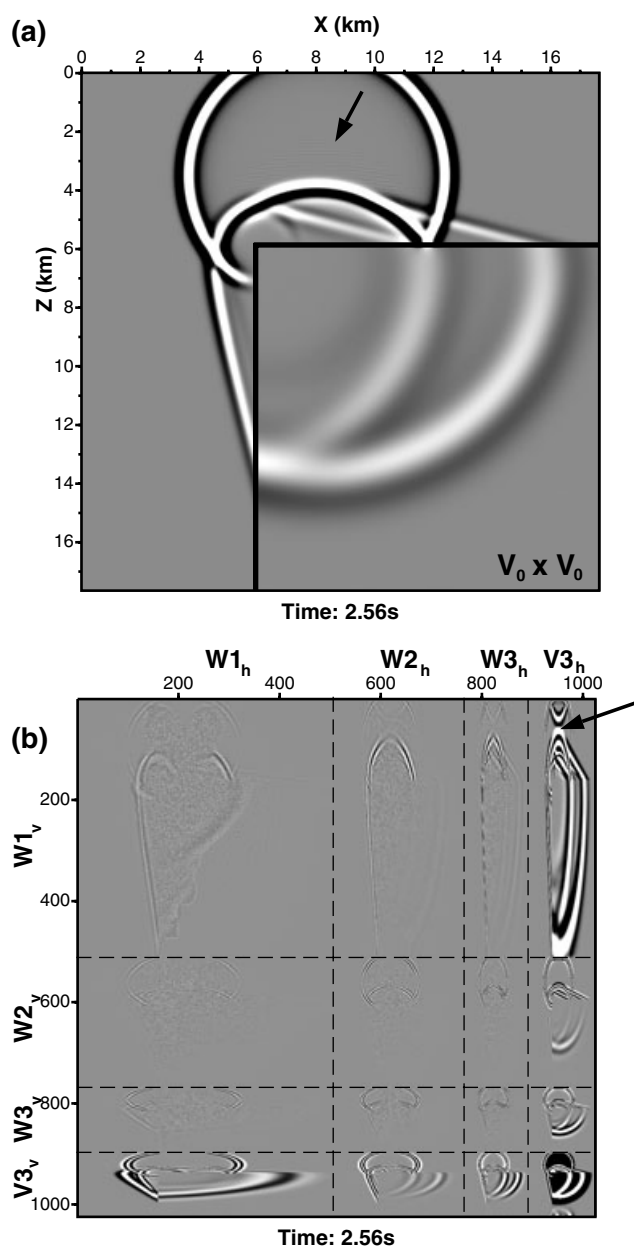 (a)
X (km)
0 2 4 6 8 10 12 14 16
Z (km)
0
2
4
6
8
10
12
14
16
V0 x V0
Time: 2.56s
(b)
W1h W2h W3h V3h
200 400 600 800 1000
W1v
W2v
W3v
V3v
200
400
600
800
1000
Time: 2.56s